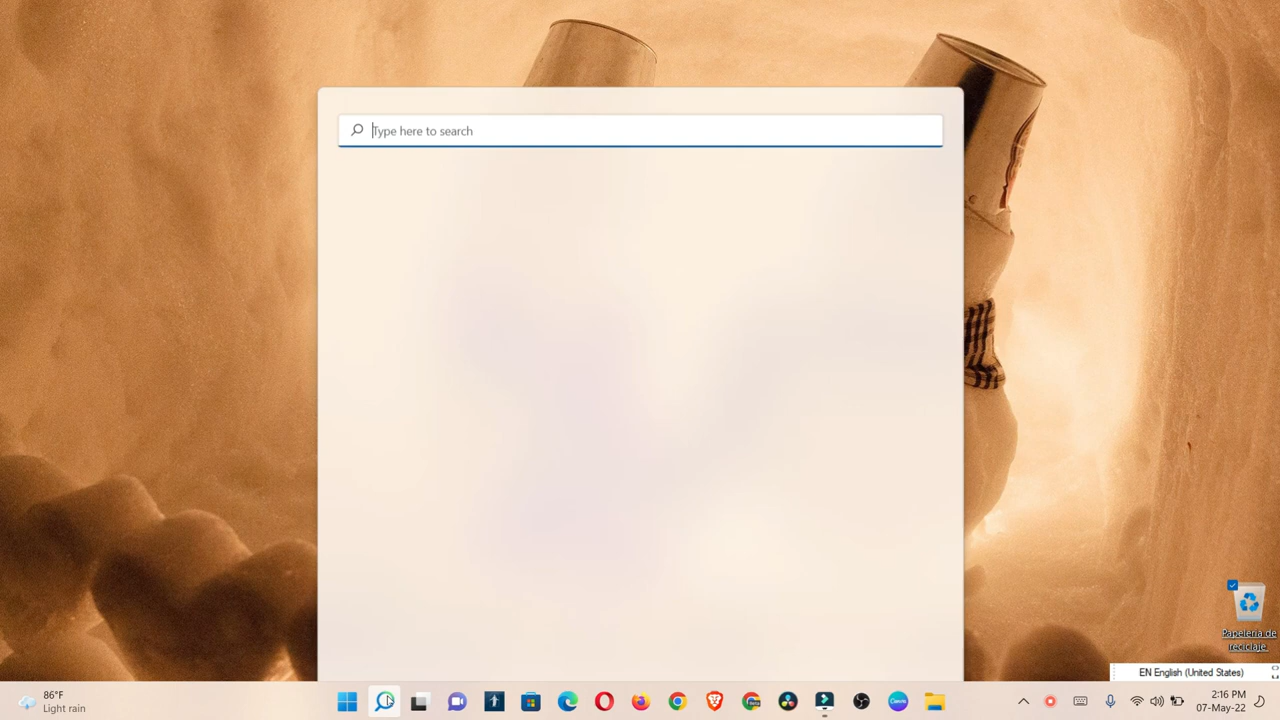 Type here to search
Papelería de
reciclaje
EN English (United States)
86°F
Light rain
2:16 PM
07-May-22